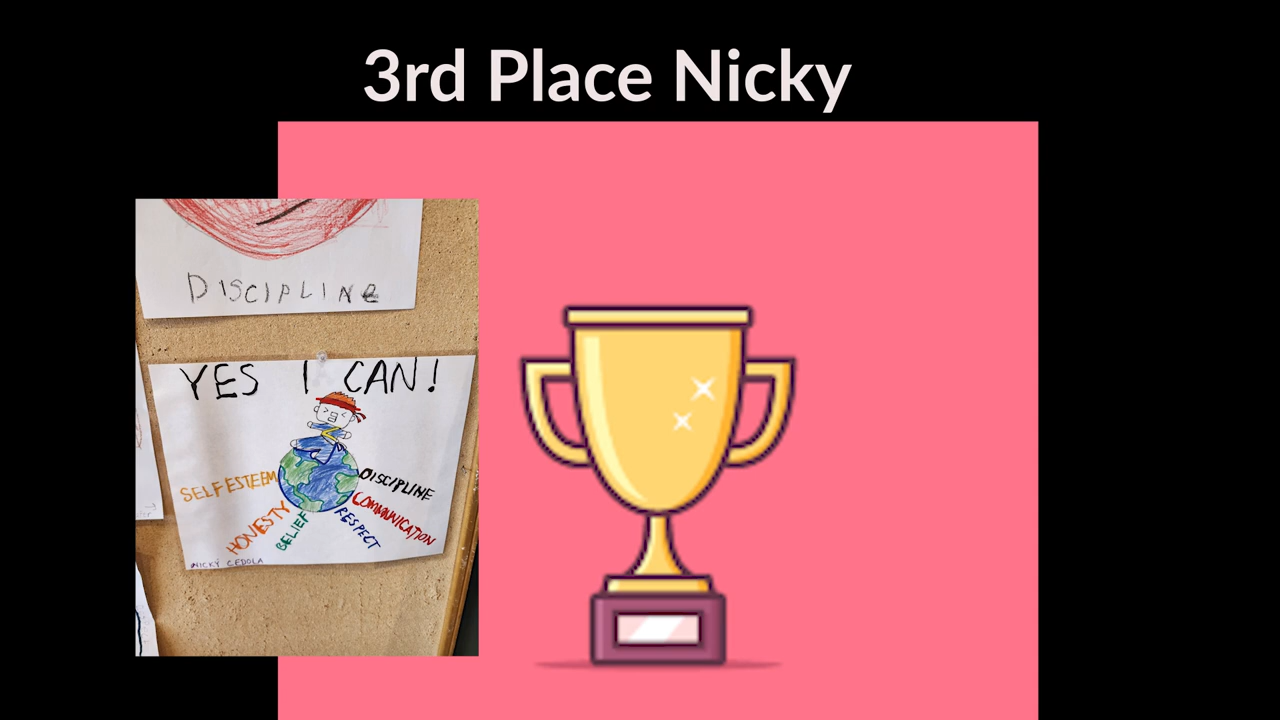 3rd Place Nicky
DISCIPLINe
YES I CAN!
SELF ESTEEM
HONESTY
BELIEF
RESPECT
COMMUNICATION
DISCIPLINE
NICKY CEDOLA